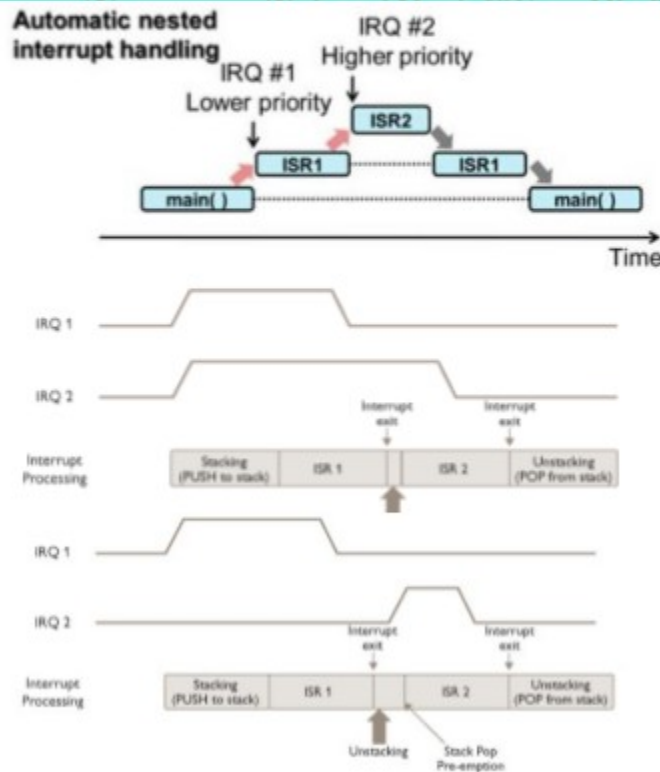 Automatic nested
interrupt handling
IRQ #1
Lower priority
IRQ #2
Higher priority
ISR2
ISR1
ISR1
main( )
main( )
Time
IRQ 1
IRQ 2
Interrupt
exit
Interrupt
exit
Interrupt
Processing
Stacking
(PUSH to stack)
ISR 1
ISR 2
Unstacking
(POP from stack)
IRQ 1
IRQ 2
Interrupt
exit
Interrupt
exit
Interrupt
Processing
Stacking
(PUSH to stack)
ISR 1
ISR 2
Unstacking
(POP from stack)
Unstacking
Stack Pop
Pre-emption